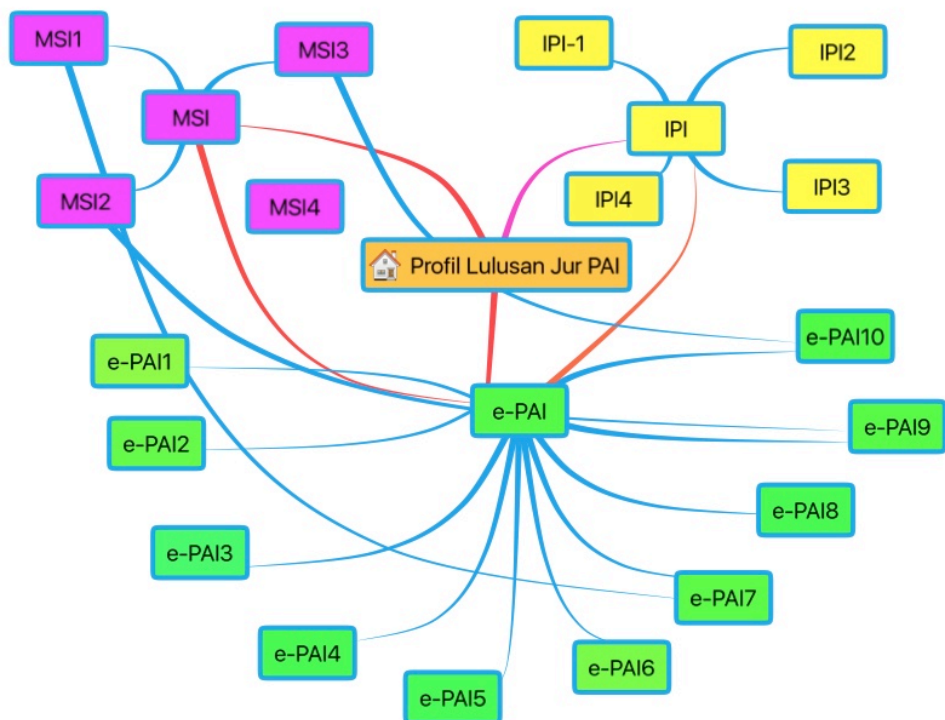 MSI1
MSI3
IPI-1
IPI2
MSI
IPI
MSI2
MSI4
IPI4
IPI3
Profil Lulusan Jur PAI
e-PAI10
e-PAI1
e-PAI
e-PAI2
e-PAI9
e-PAI8
e-PAI3
e-PAI7
e-PAI4
e-PAI6
e-PAI5